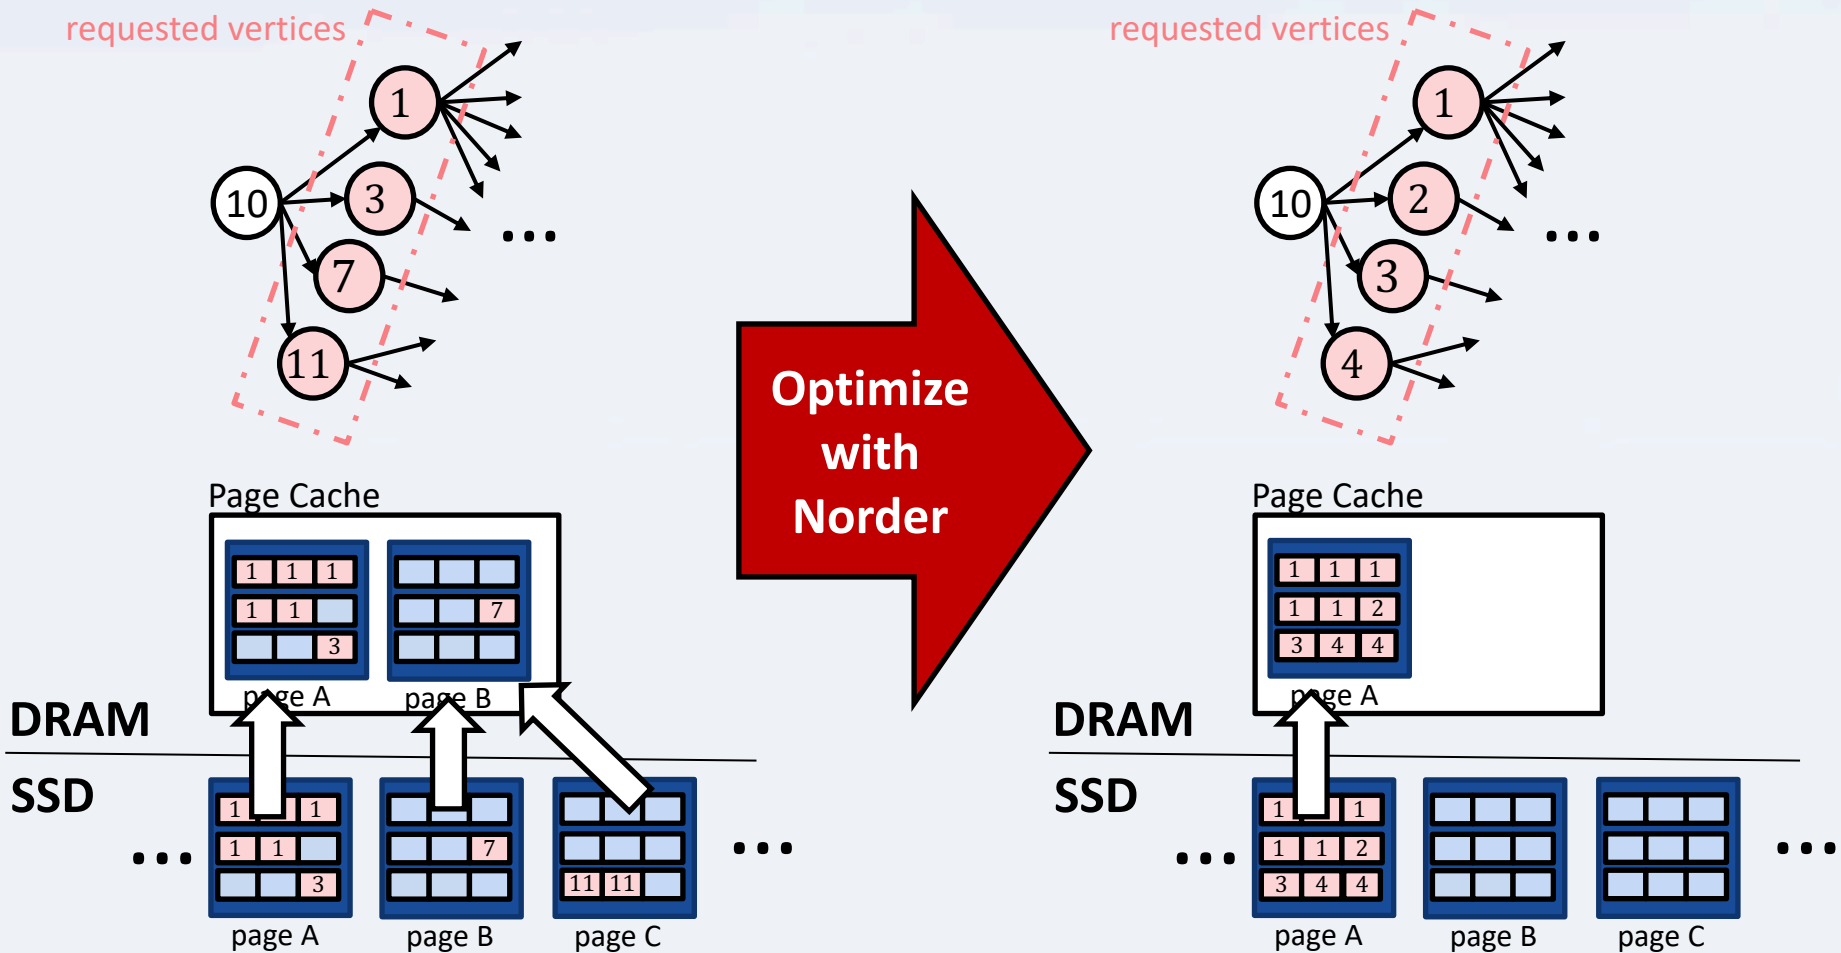 requested vertices
1
3
10
7
11
...
Page Cache
1 1 1
1 1
3
7
page A
page B
DRAM
SSD
1 1
1 1
3
7
11 11
...
...
page A
page B
page C
Optimize
with
Norder
requested vertices
1
2
10
3
4
...
Page Cache
1 1 1
1 1 2
3 4 4
page A
DRAM
SSD
1 1
1 1 2
3 4 4
...
...
page A
page B
page C